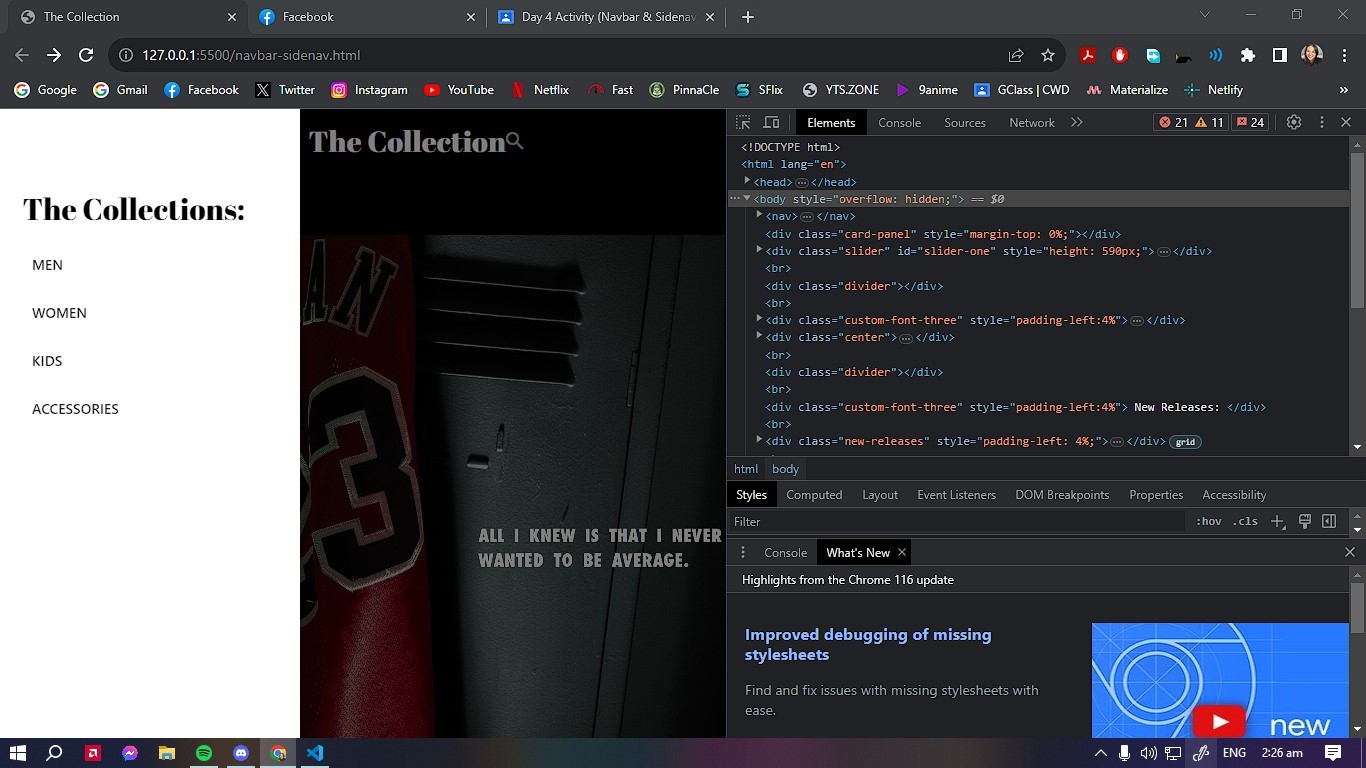 The Collection
Facebook
Day 4 Activity (Navbar & Sidenav
127.0.0.1:5500/navbar-sidenav.html
Google Gmail Facebook Twitter Instagram YouTube Netflix Fast PinnaCle SFlix YTS.ZONE 9anime GClass | CWD Materialize Netlify »
The Collections:
MEN
WOMEN
KIDS
ACCESSORIES
The Collection
AN
23
ALL I KNEW IS THAT I NEVER
WANTED TO BE AVERAGE.
Elements Console Sources Network 21 11 24
<!DOCTYPE html>
<html lang="en">
<head>…</head>
<body style="overflow: hidden;"> == $0
<nav>…</nav>
<div class="card-panel" style="margin-top: 0%;"></div>
<div class="slider" id="slider-one" style="height: 590px;">…</div>
<br>
<div class="divider"></div>
<br>
<div class="custom-font-three" style="padding-left:4%">…</div>
<div class="center">…</div>
<br>
<div class="divider"></div>
<br>
<div class="custom-font-three" style="padding-left:4%"> New Releases: </div>
<br>
<div class="new-releases" style="padding-left: 4%;">…</div> grid
html body
Styles Computed Layout Event Listeners DOM Breakpoints Properties Accessibility
Filter :hov .cls
Console What's New
Highlights from the Chrome 116 update
Improved debugging of missing
stylesheets
Find and fix issues with missing stylesheets with
ease.
new
ENG 2:26 am